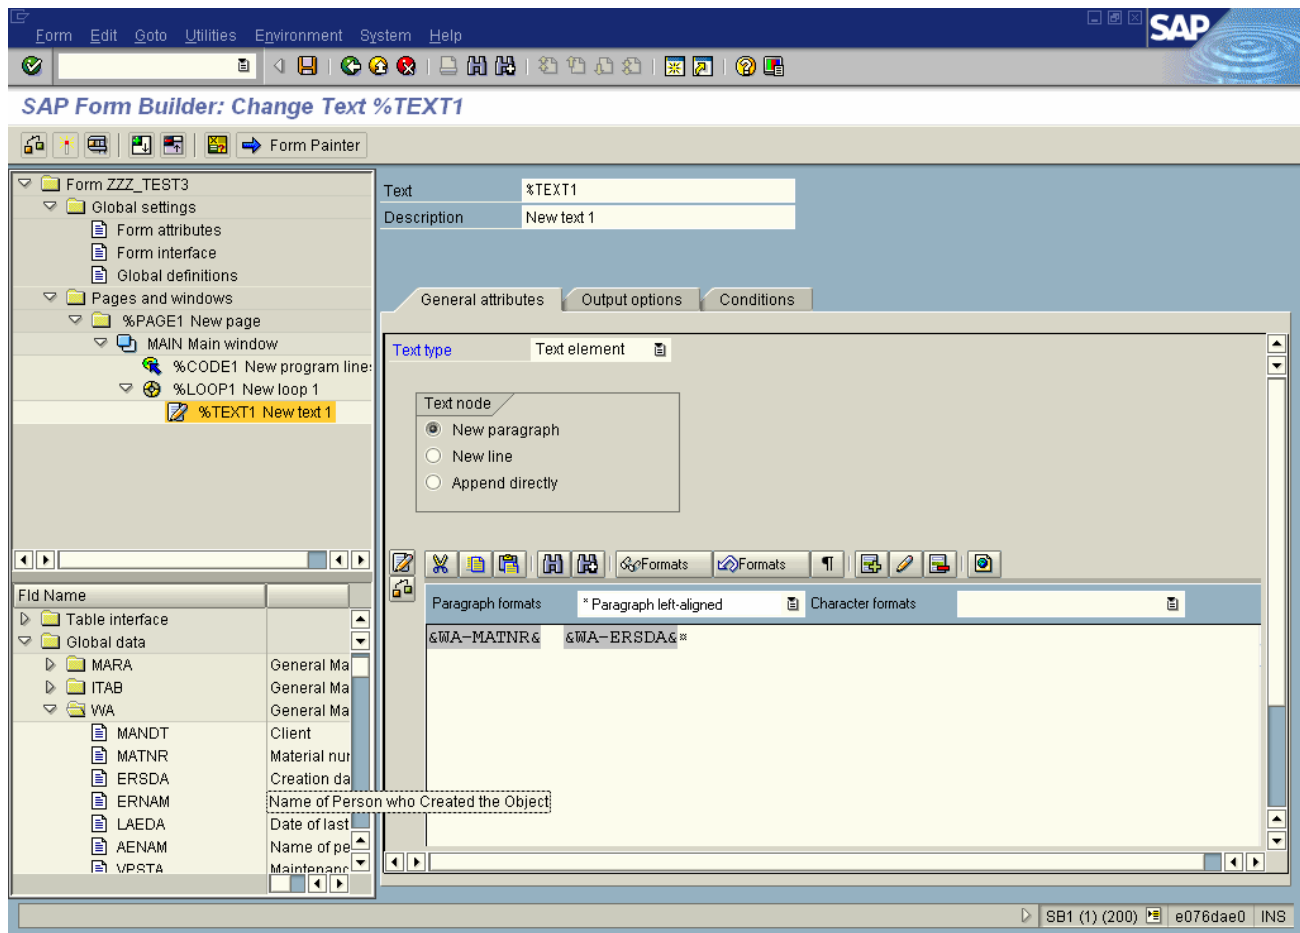 Form Edit Goto Utilities Environment System Help
SAP
SAP Form Builder: Change Text %TEXT1
Form Painter
Form ZZZ_TEST3
Global settings
Form attributes
Form interface
Global definitions
Pages and windows
%PAGE1 New page
MAIN Main window
%CODE1 New program line:
%LOOP1 New loop 1
%TEXT1 New text 1
Fld Name
Table interface
Global data
MARA General Ma
ITAB General Ma
WA General Ma
MANDT Client
MATNR Material nur
ERSDA Creation da
ERNAM Name of Person who Created the Object
LAEDA Date of last
AENAM Name of pe
VPSTA Maintenanc
Text %TEXT1
Description New text 1
General attributes Output options Conditions
Text type Text element
Text node
New paragraph
New line
Append directly
Formats Formats ¶
Paragraph formats * Paragraph left-aligned Character formats
&WA-MATNR& &WA-ERSDA&¤
SB1 (1) (200) e076dae0 INS